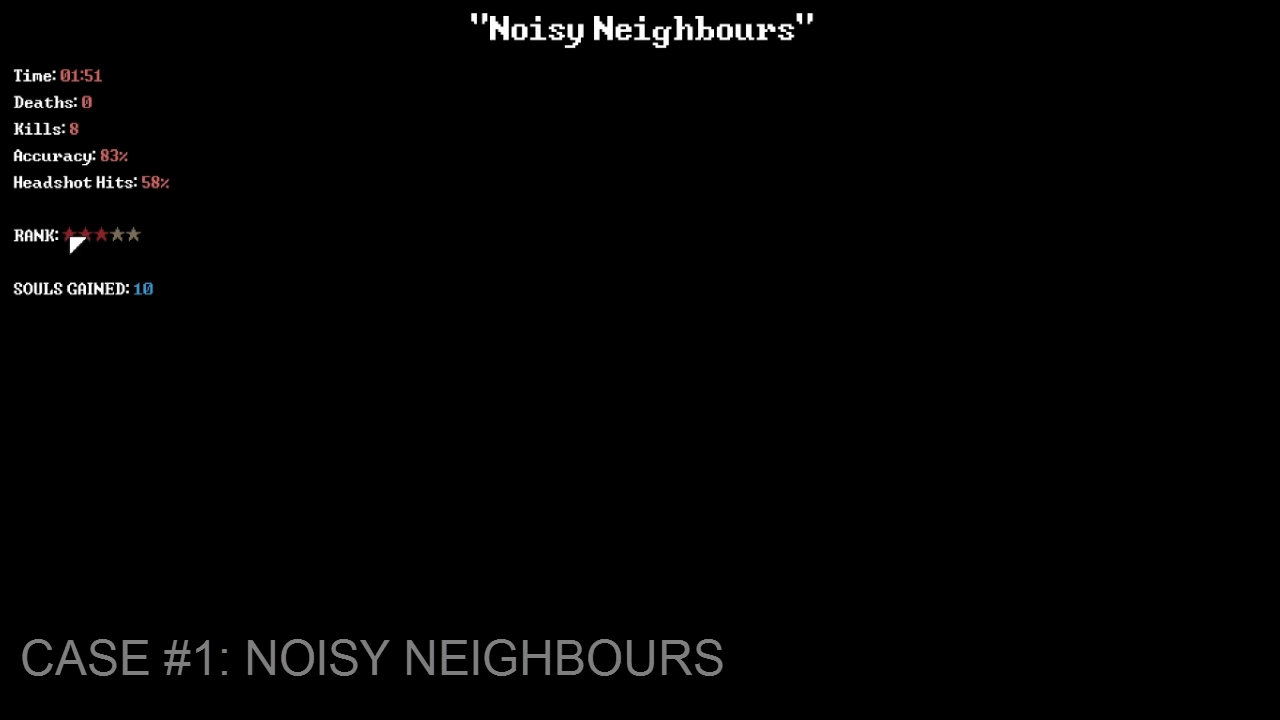 "Noisy Neighbours"
Time: 01:51
Deaths: 0
Kills: 8
Accuracy: 83%
Headshot Hits: 58%
RANK: ★★★★★
SOULS GAINED: 10
CASE #1: NOISY NEIGHBOURS